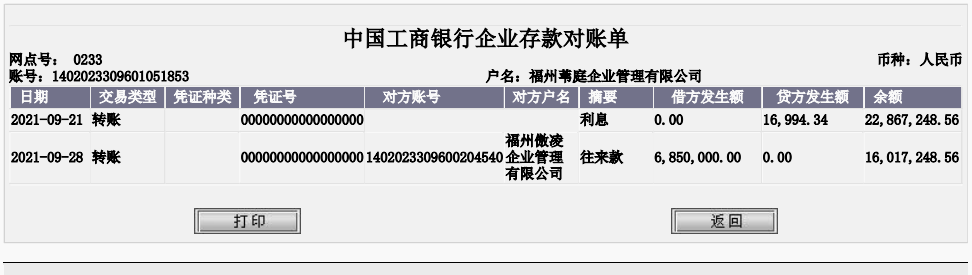 中国工商银行企业存款对账单
网点号: 0233 币种: 人民币
账号: 1402023309601051853 户名: 福州菁庭企业管理有限公司
日期 交易类型 凭证种类 凭证号 对方账号 对方户名 摘要 借方发生额 贷方发生额 余额
2021-09-21 转账 00000000000000000 利息 0.00 16,994.34 22,867,248.56
2021-09-28 转账 00000000000000000 1402023309600204540 福州傲凌企业管理有限公司 往来款 6,850,000.00 0.00 16,017,248.56
打印 返回